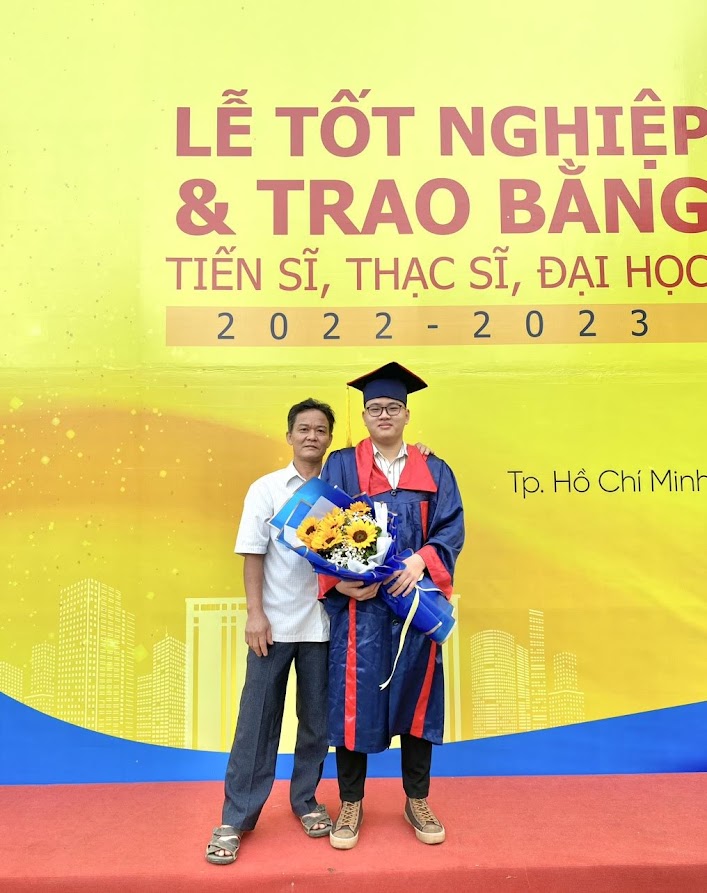 LỄ TỐT NGHIỆP
& TRAO BẰNG
TIẾN SĨ, THẠC SĨ, ĐẠI HỌC
2022-2023
Tp. Hồ Chí Minh